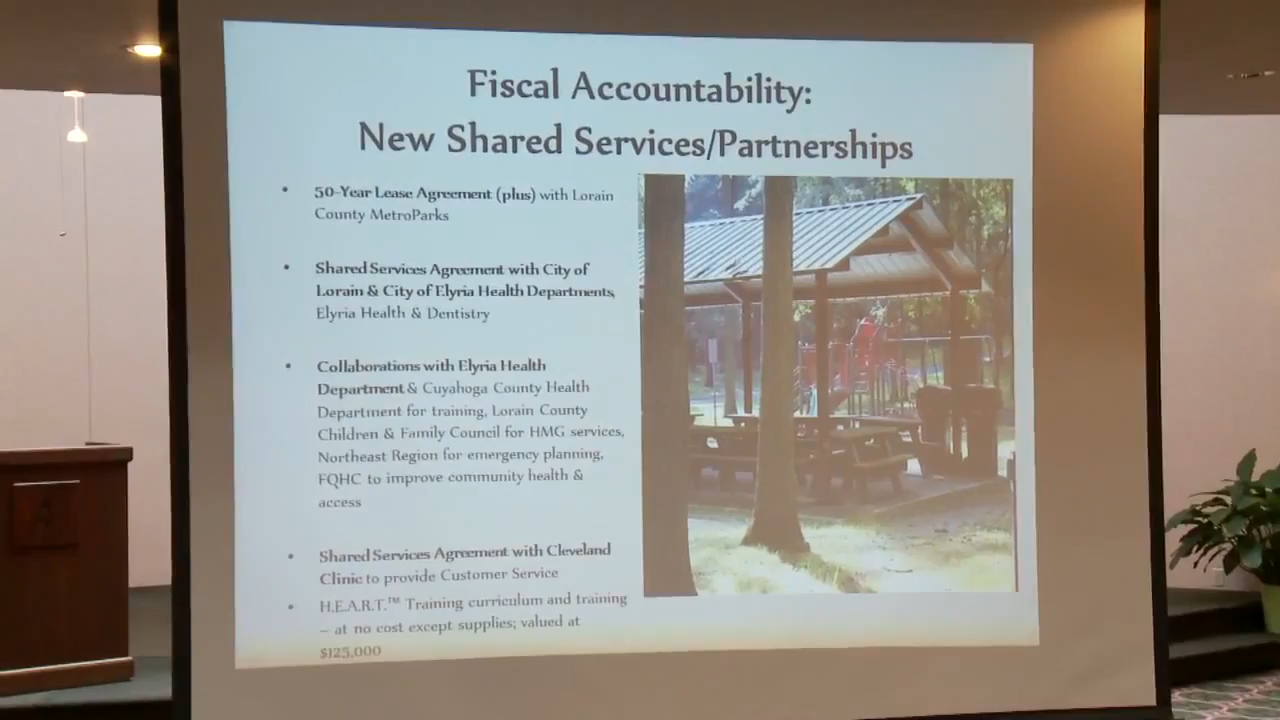 Fiscal Accountability:
New Shared Services/Partnerships
• 50-Year Lease Agreement (plus) with Lorain
County MetroParks
• Shared Services Agreement with City of
Lorain & City of Elyria Health Departments,
Elyria Health & Dentistry
• Collaborations with Elyria Health
Department & Cuyahoga County Health
Department for training, Lorain County
Children & Family Council for HMG services,
Northeast Region for emergency planning,
FQHC to improve community health &
access
• Shared Services Agreement with Cleveland
Clinic to provide Customer Service
• H.E.A.R.T.™ Training curriculum and training
– at no cost except supplies; valued at
$125,000